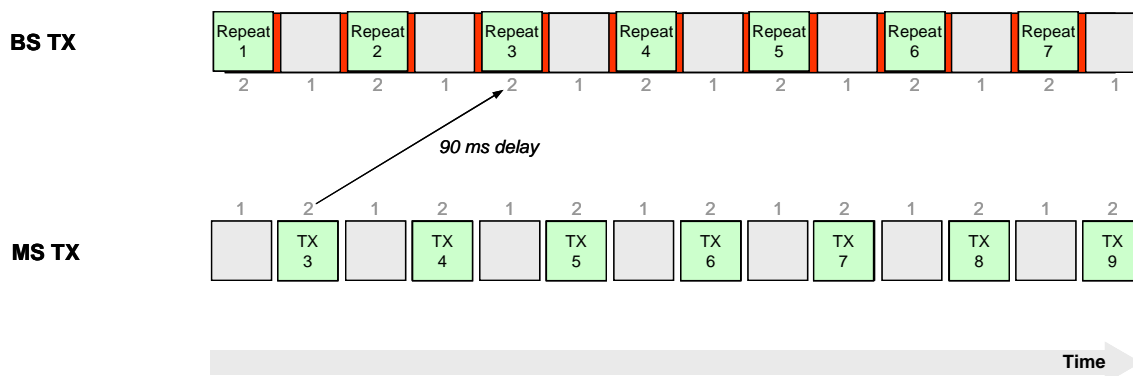 BS TX
Repeat 1
Repeat 2
Repeat 3
Repeat 4
Repeat 5
Repeat 6
Repeat 7
2 1 2 1 2 1 2 1 2 1 2 1 2 1
90 ms delay
1 2 1 2 1 2 1 2 1 2 1 2 1 2
MS TX
TX 3
TX 4
TX 5
TX 6
TX 7
TX 8
TX 9
Time